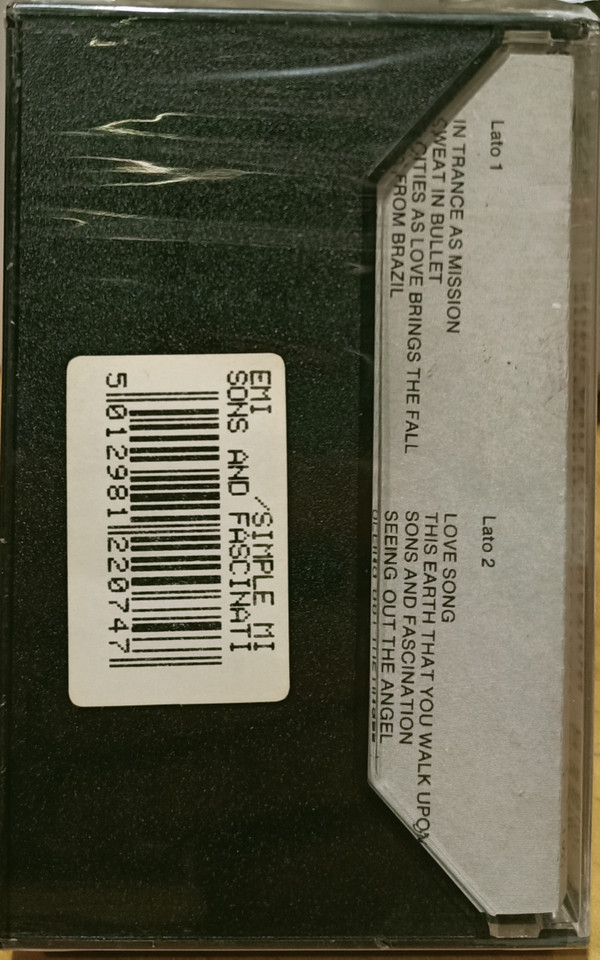 Lato 1
IN TRANCE AS MISSION
SWEAT IN BULLET
CITIES AS LOVE BRINGS THE FALL
FROM BRAZIL
Lato 2
LOVE SONG
THIS EARTH THAT YOU WALK UPON
SONS AND FASCINATION
SEEING OUT THE ANGEL
EMI /SIMPLE MI
SONS AND FASCINATI
5 012981 220747